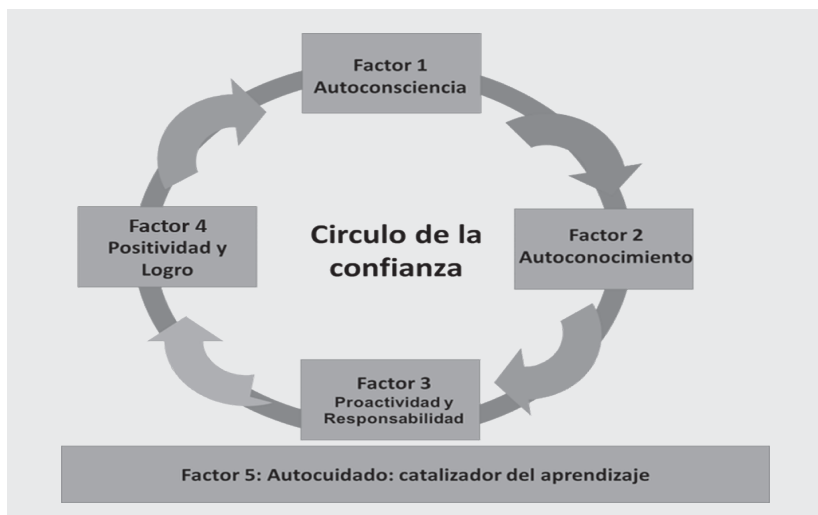 Factor 1
Autoconsciencia
Factor 4
Positividad y
Logro
Circulo de la
confianza
Factor 2
Autoconocimiento
Factor 3
Proactividad y
Responsabilidad
Factor 5: Autocuidado: catalizador del aprendizaje